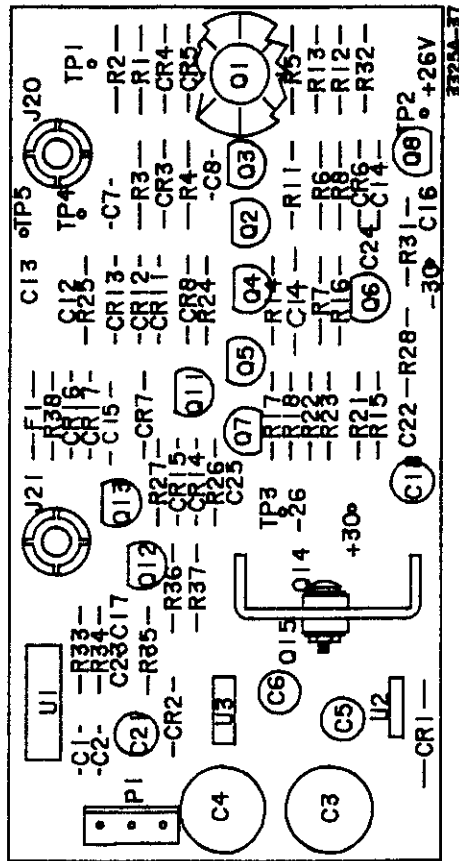 TP1
R2
R1
CR4
CR5
Q1
R5
R13
R12
R32
TP2
+26V
33254-37
J20
TP5
TP4
C7
R3
CR3
R4
C8
Q3
Q2
R11
R6
R8
CR6
C14
Q8
C16
C24
R31
-30
C13
C12
R25
CR13
CR12
CR11
CR8
R24
Q4
R14
C14
R7
R16
Q6
R28
Q5
F1
R38
CR16
CR17
C15
CR7
Q11
Q7
R17
R18
R22
R23
R21
R15
C22
C18
J21
Q13
R27
CR15
CR14
R26
C25
TP3
-26
+30
Q12
R36
R37
Q14
Q15
U1
R33
R34
C23
C17
R35
C1
C2
C21
CR2
U3
C6
C5
U2
CR1
P1
C4
C3